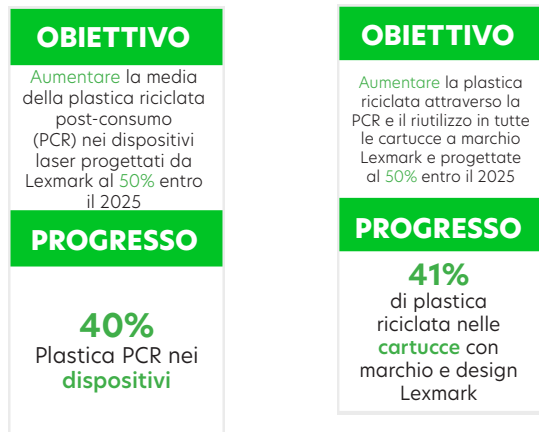 OBIETTIVO
Aumentare la media
della plastica riciclata
post-consumo
(PCR) nei dispositivi
laser progettati da
Lexmark al 50% entro
il 2025
PROGRESSO
40%
Plastica PCR nei
dispositivi
OBIETTIVO
Aumentare la plastica
riciclata attraverso la
PCR e il riutilizzo in tutte
le cartucce a marchio
Lexmark e progettate
al 50% entro il 2025
PROGRESSO
41%
di plastica
riciclata nelle
cartucce con
marchio e design
Lexmark